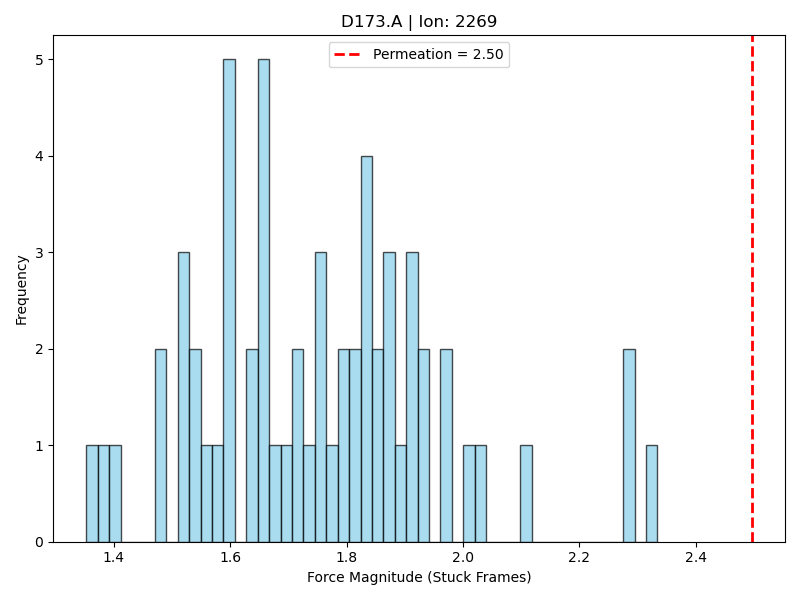 D173.A | Ion: 2269
Permeation = 2.50
5
4
3
2
1
0
Frequency
1.4 1.6 1.8 2.0 2.2 2.4
Force Magnitude (Stuck Frames)